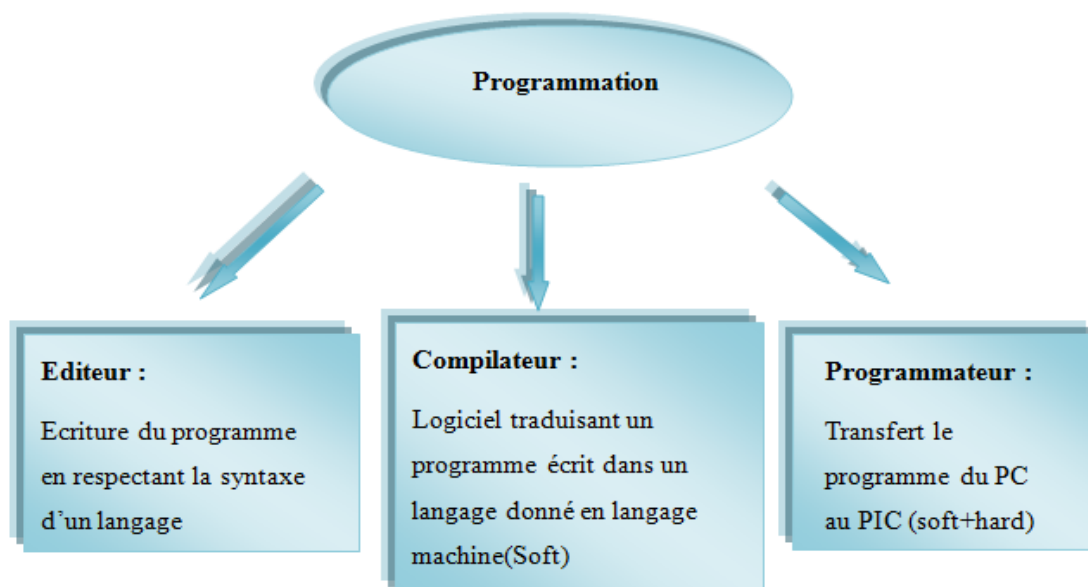 Programmation
Editeur :
Ecriture du programme
en respectant la syntaxe
d’un langage
Compilateur :
Logiciel traduisant un
programme écrit dans un
langage donné en langage
machine(Soft)
Programmateur :
Transfert le
programme du PC
au PIC (soft+hard)